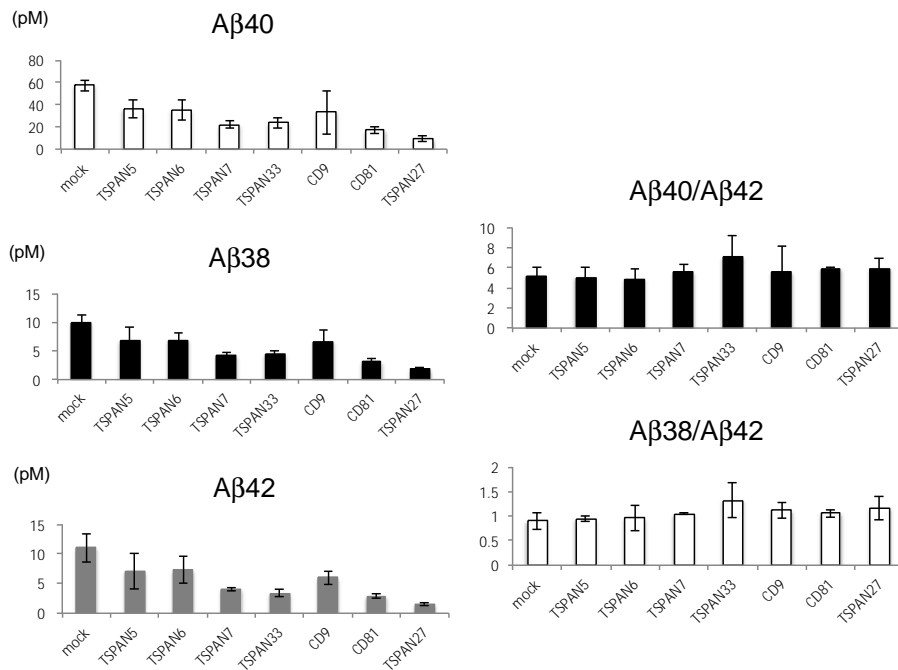 (pM)
Aβ40
80
60
40
20
0
mock
TSPAN5
TSPAN6
TSPAN7
TSPAN33
CD9
CD81
TSPAN27
(pM)
Aβ38
15
10
5
0
mock
TSPAN5
TSPAN6
TSPAN7
TSPAN33
CD9
CD81
TSPAN27
(pM)
Aβ42
15
10
5
0
mock
TSPAN5
TSPAN6
TSPAN7
TSPAN33
CD9
CD81
TSPAN27
Aβ40/Aβ42
10
8
6
4
2
0
mock
TSPAN5
TSPAN6
TSPAN7
TSPAN33
CD9
CD81
TSPAN27
Aβ38/Aβ42
2
1.5
1
0.5
0
mock
TSPAN5
TSPAN6
TSPAN7
TSPAN33
CD9
CD81
TSPAN27